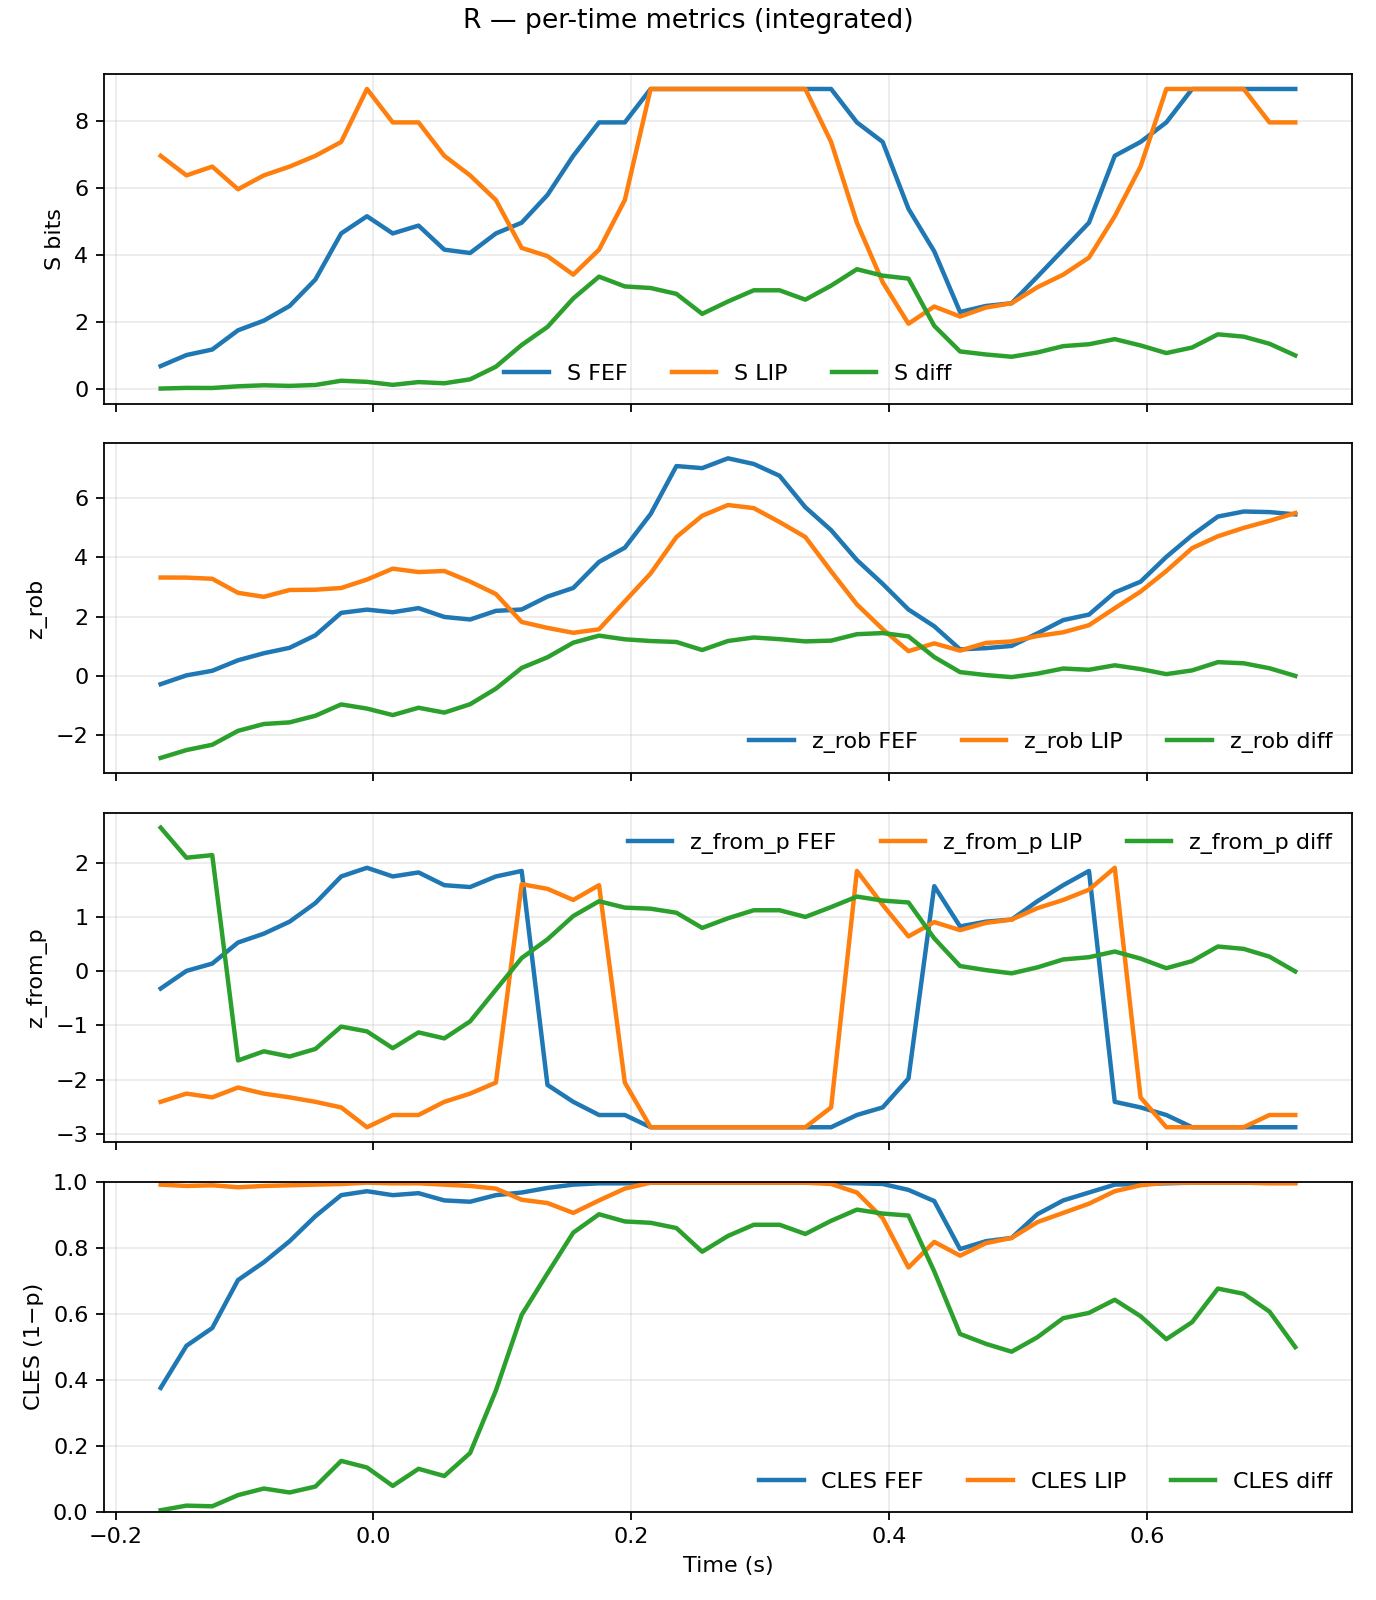 R — per-time metrics (integrated)
8
6
4
2
0
S bits
S FEF S LIP S diff
6
4
2
0
−2
z_rob
z_rob FEF z_rob LIP z_rob diff
2
1
0
−1
−2
−3
z_from_p
z_from_p FEF z_from_p LIP z_from_p diff
1.0
0.8
0.6
0.4
0.2
0.0
CLES (1−p)
CLES FEF CLES LIP CLES diff
−0.2 0.0 0.2 0.4 0.6
Time (s)